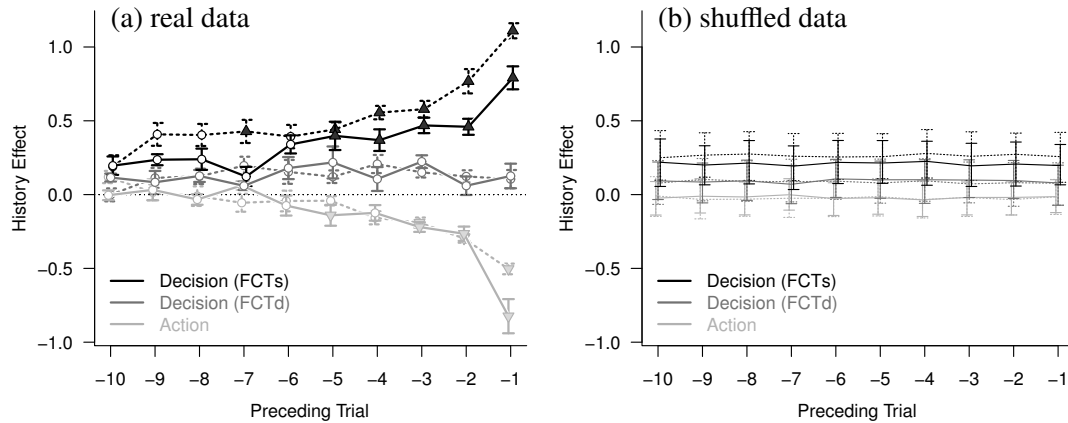 (a) real data
History Effect
1.0
0.5
0.0
−0.5
−1.0
Decision (FCTs)
Decision (FCTd)
Action
−10 −9 −8 −7 −6 −5 −4 −3 −2 −1
Preceding Trial
(b) shuffled data
History Effect
1.0
0.5
0.0
−0.5
−1.0
Decision (FCTs)
Decision (FCTd)
Action
−10 −9 −8 −7 −6 −5 −4 −3 −2 −1
Preceding Trial